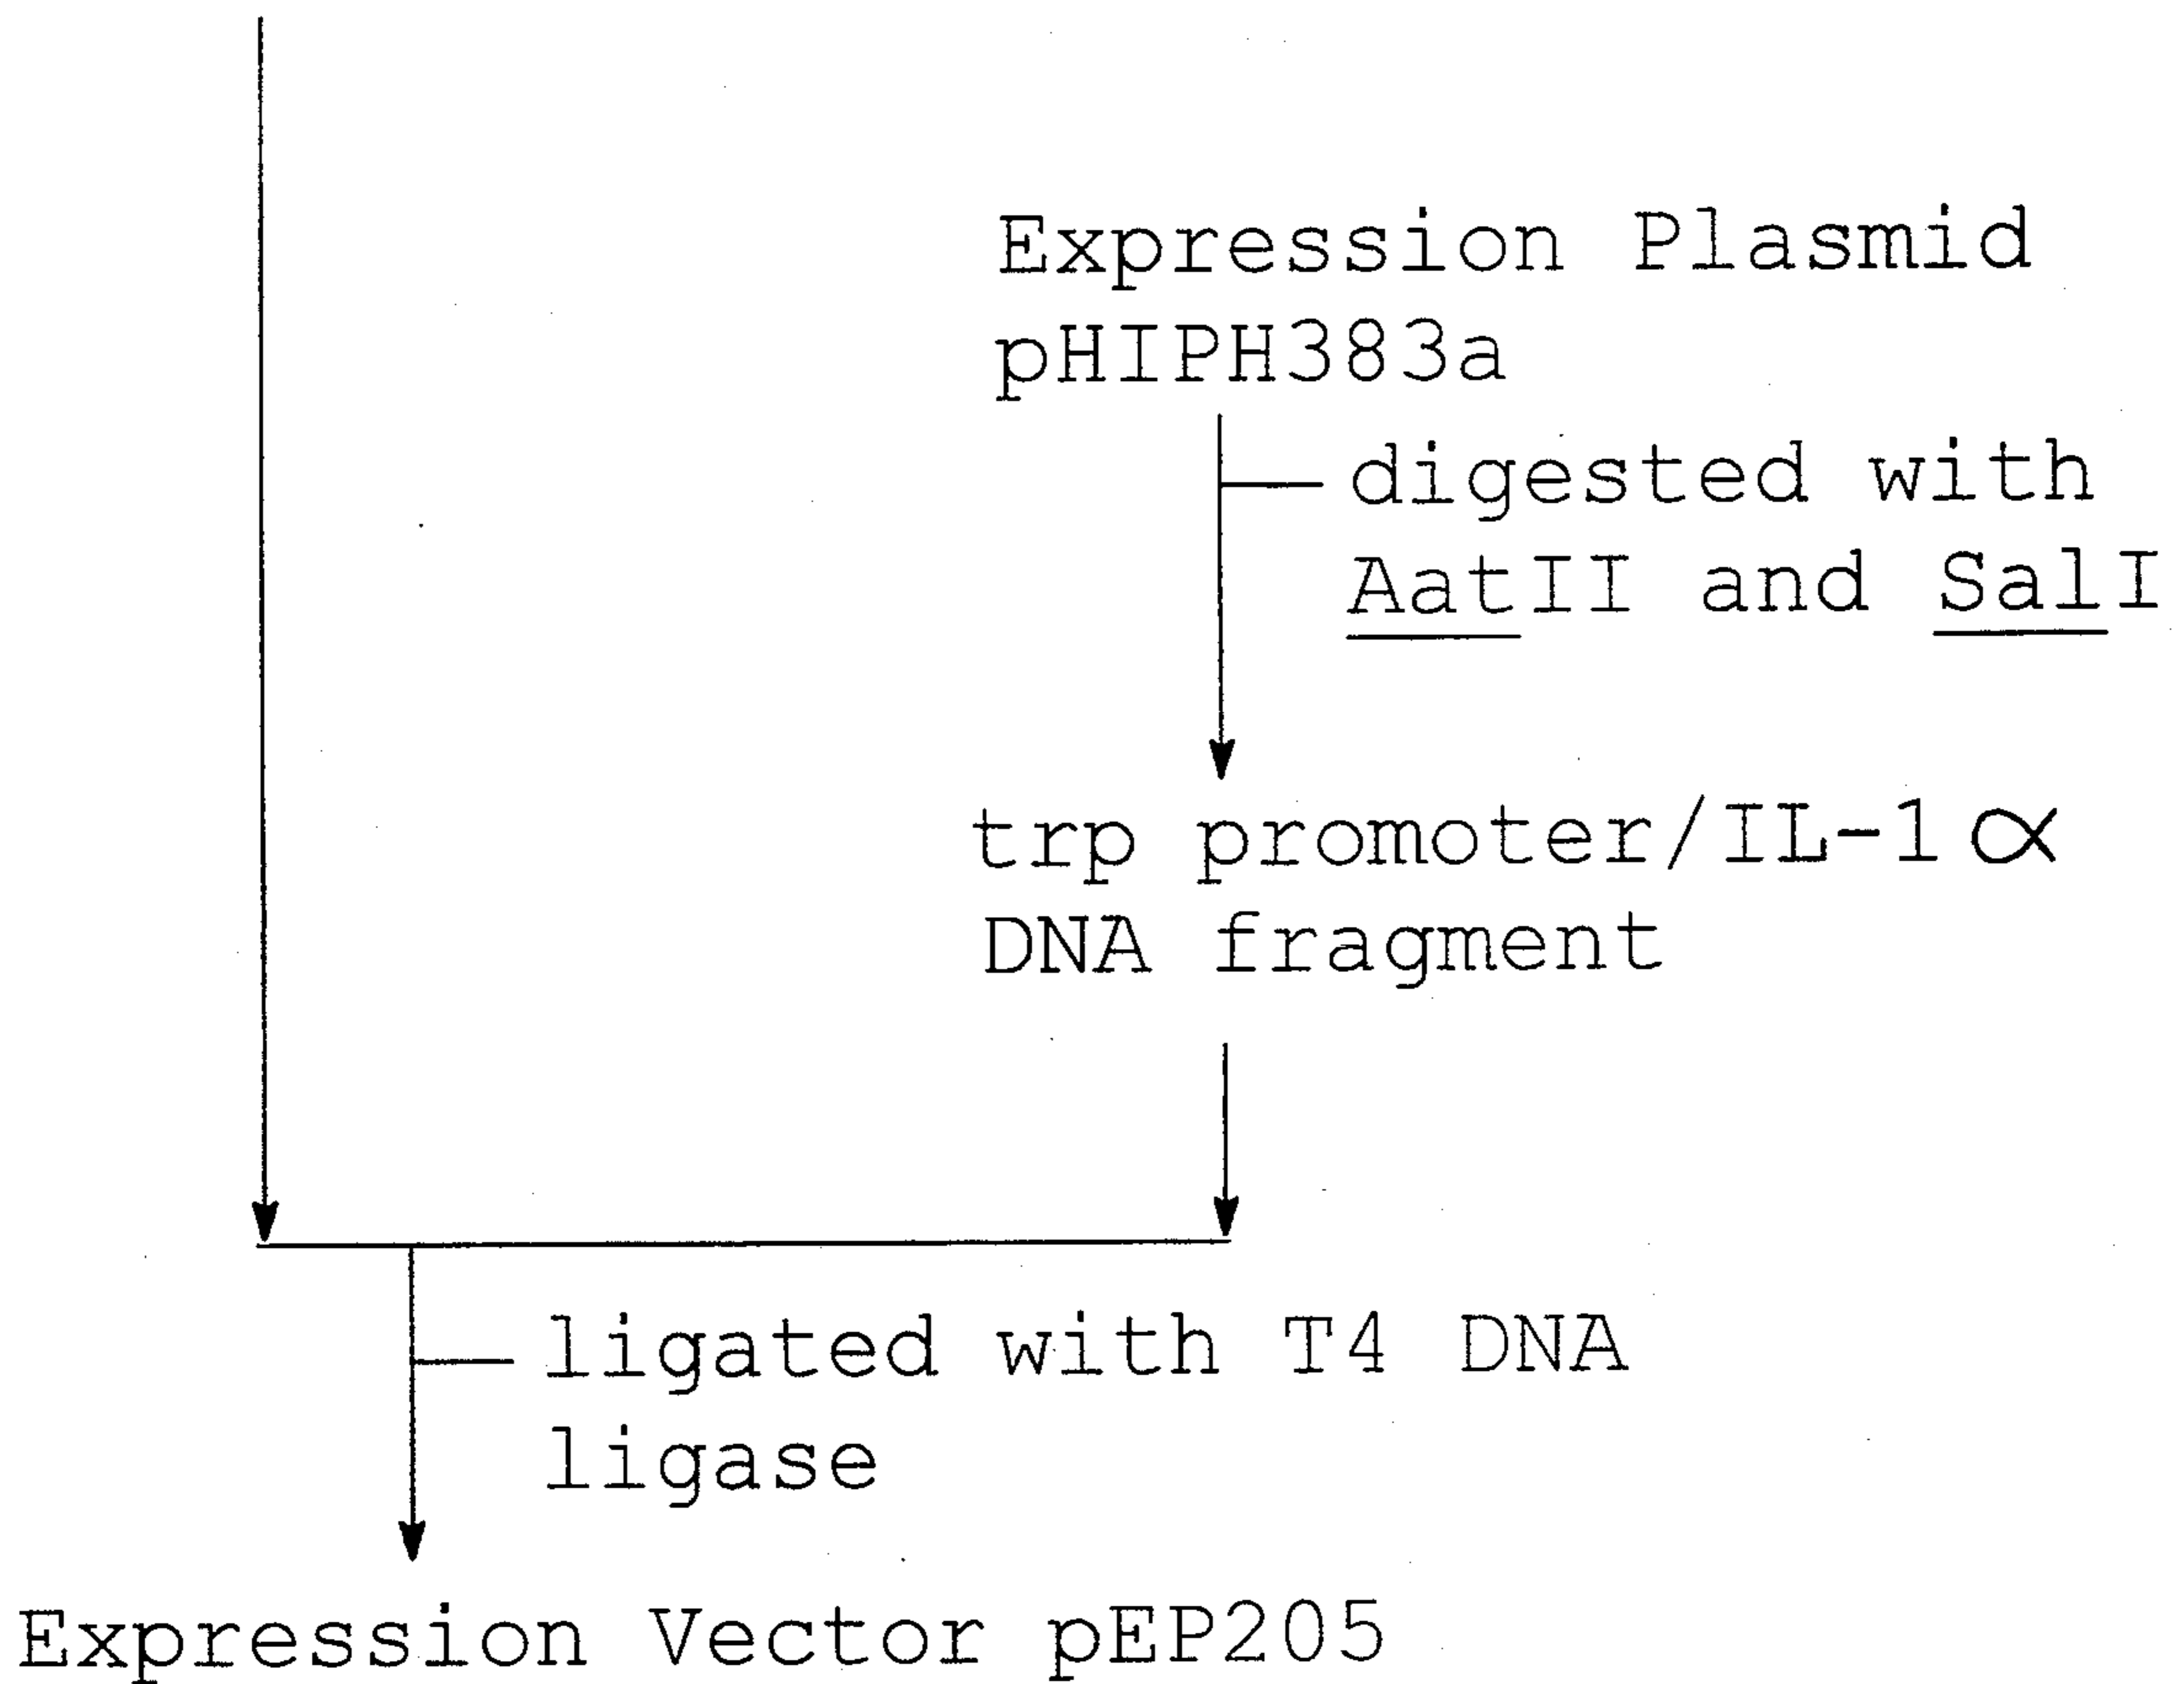 Expression Plasmid
pHIPH383a
digested with
AatII and SalI
trp promoter/IL-1α
DNA fragment
ligated with T4 DNA
ligase
Expression Vector pEP205